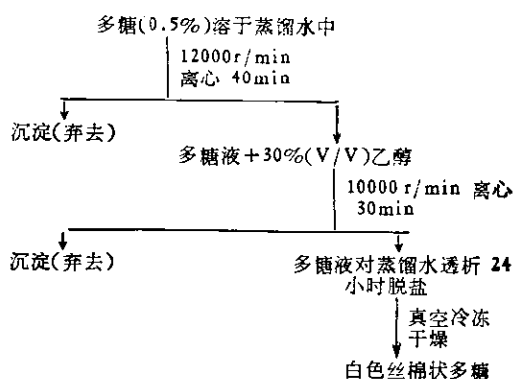 多糖(0.5%)溶于蒸馏水中
12000r/min
离心 40min
沉淀(弃去)
多糖液+30%(V/V)乙醇
10000 r/min 离心
30min
沉淀(弃去)
多糖液对蒸馏水透析 24
小时脱盐
真空冷冻
干燥
白色丝棉状多糖